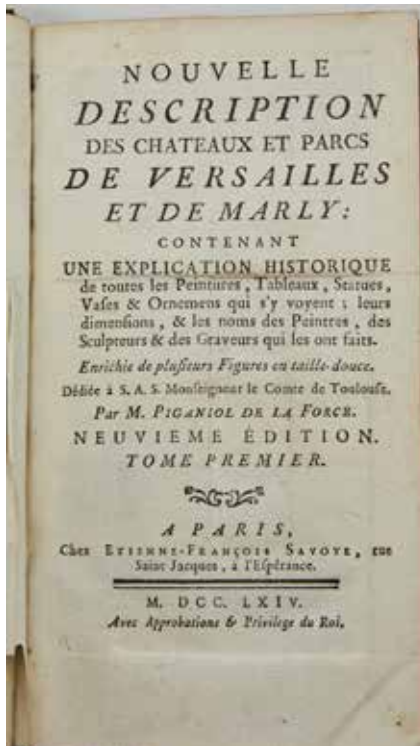 NOUVELLE
DESCRIPTION
DES CHATEAUX ET PARCS
DE VERSAILLES
ET DE MARLY:
CONTENANT
UNE EXPLICATION HISTORIQUE
de toutes les Peintures, Tableaux, Statues,
Vases & Ornemens qui s'y voyent; leurs
dimensions, & les noms des Peintres, des
Sculpteurs & des Graveurs qui les ont faits.
Enrichie de plusieurs Figures en taille-douce.
Dédiée à S. A. S. Monseigneur le Comte de Toulouse.
Par M. PIGANIOL DE LA FORCE.
NEUVIEME ÉDITION.
TOME PREMIER.
A PARIS,
Chez ETIENNE-FRANÇOIS SAVOYE, rue
Saint Jacques, à l'Espérance.
M. DCC. LXIV.
Avec Approbations & Privilege du Roi.